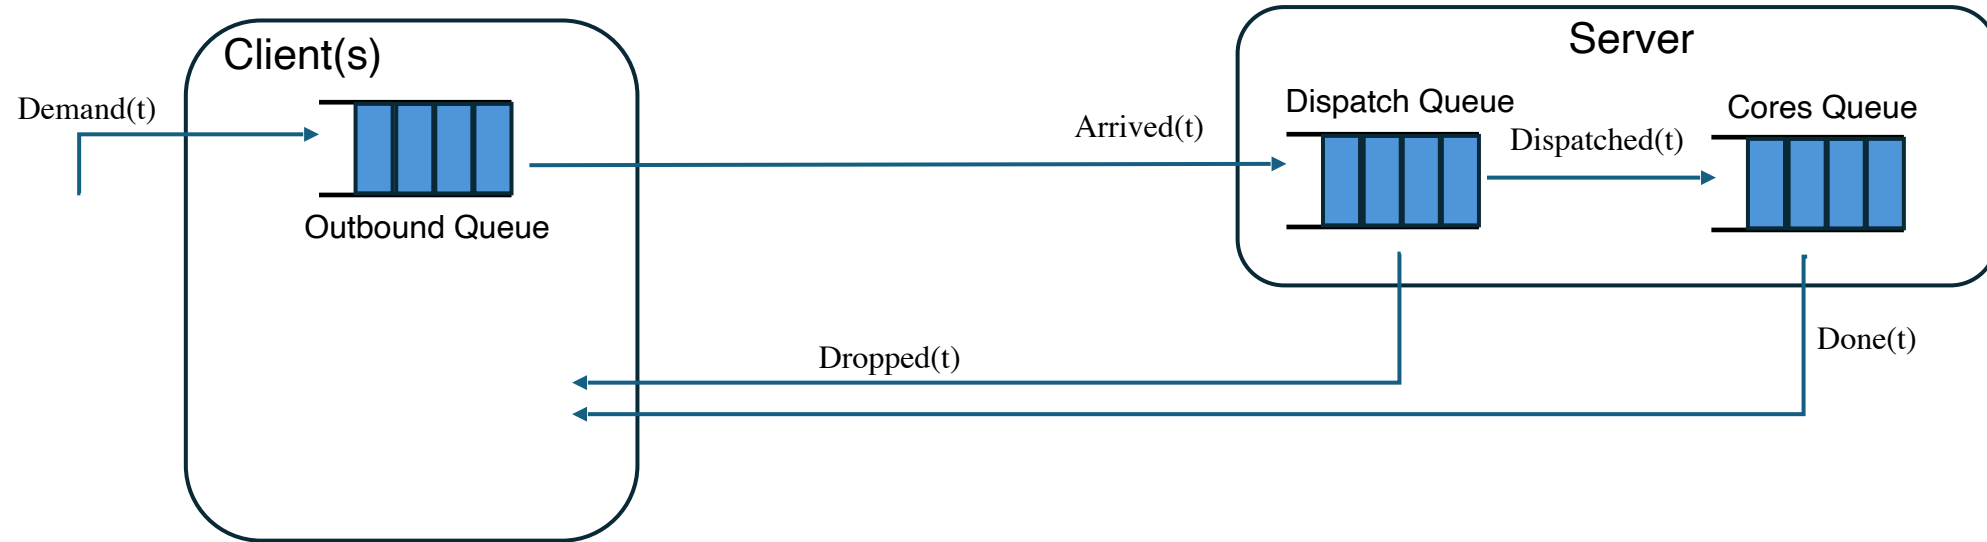 Client(s)
Server
Demand(t)
Outbound Queue
Arrived(t)
Dispatch Queue
Dispatched(t)
Cores Queue
Dropped(t)
Done(t)